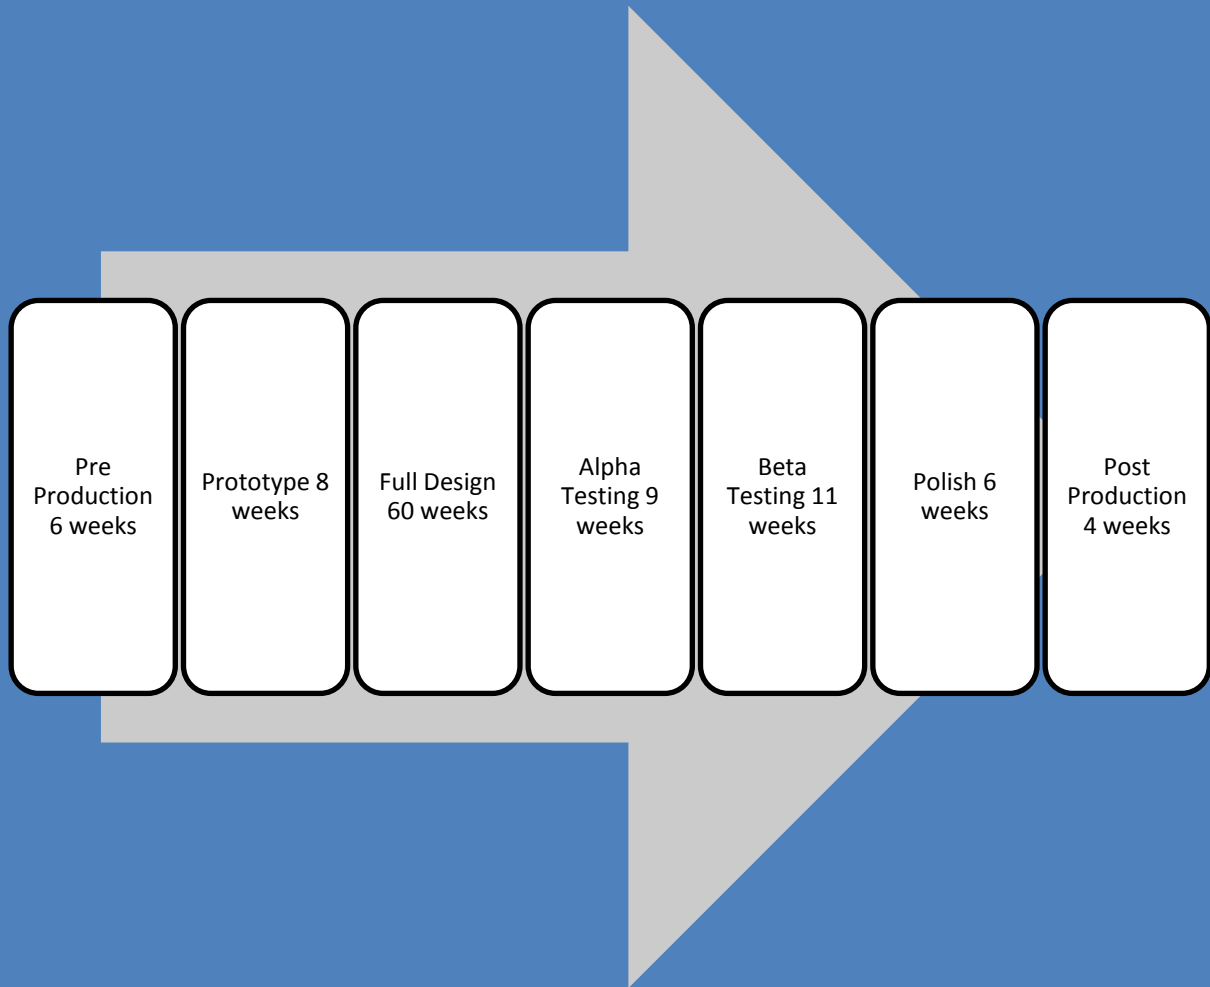 Pre
Production
6 weeks
Prototype 8
weeks
Full Design
60 weeks
Alpha
Testing 9
weeks
Beta
Testing 11
weeks
Polish 6
weeks
Post
Production
4 weeks